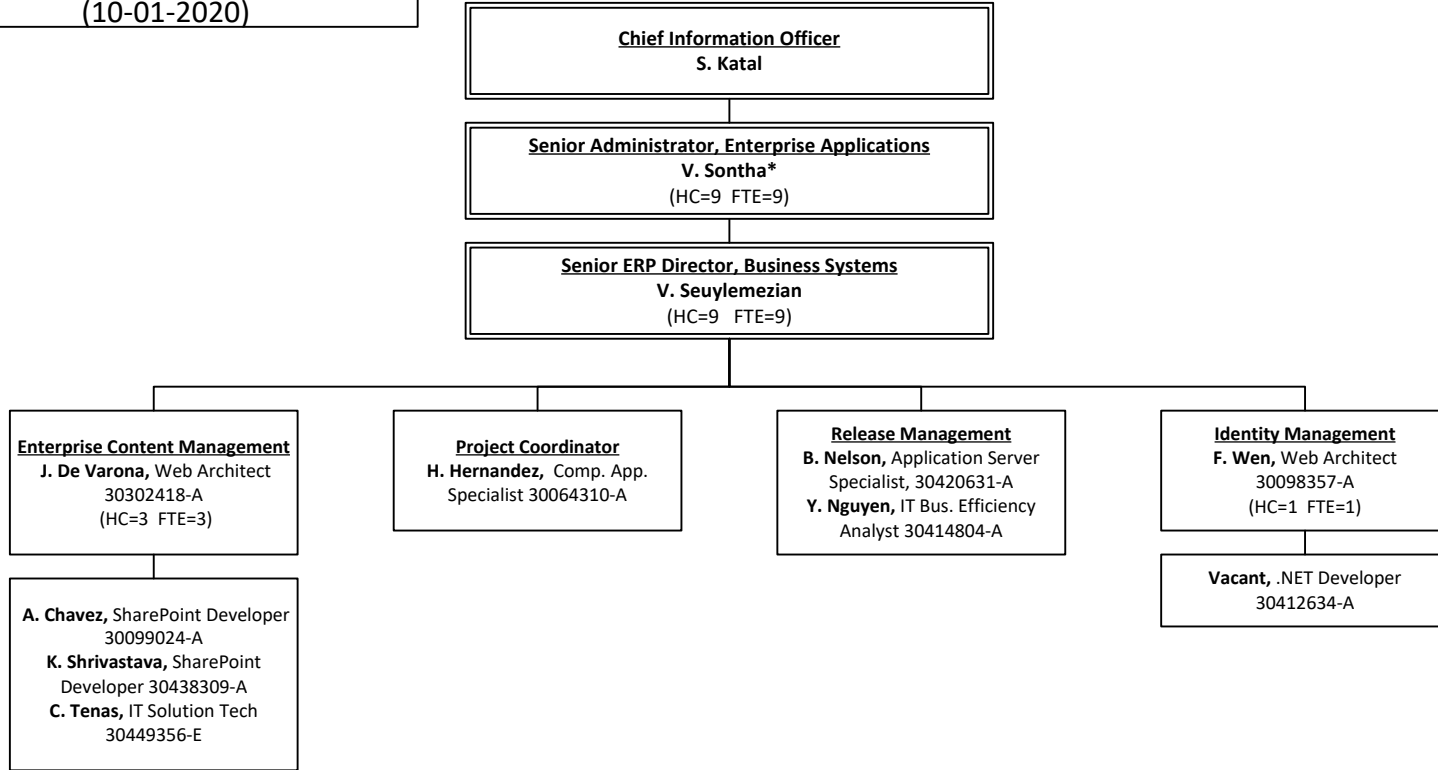 (10-01-2020)
Chief Information Officer
S. Katal
Senior Administrator, Enterprise Applications
V. Sontha*
(HC=9 FTE=9)
Senior ERP Director, Business Systems
V. Seuylemezian
(HC=9 FTE=9)
Enterprise Content Management
J. De Varona, Web Architect
30302418-A
(HC=3 FTE=3)
Project Coordinator
H. Hernandez, Comp. App.
Specialist 30064310-A
Release Management
B. Nelson, Application Server
Specialist, 30420631-A
Y. Nguyen, IT Bus. Efficiency
Analyst 30414804-A
Identity Management
F. Wen, Web Architect
30098357-A
(HC=1 FTE=1)
A. Chavez, SharePoint Developer
30099024-A
K. Shrivastava, SharePoint
Developer 30438309-A
C. Tenas, IT Solution Tech
30449356-E
Vacant, .NET Developer
30412634-A